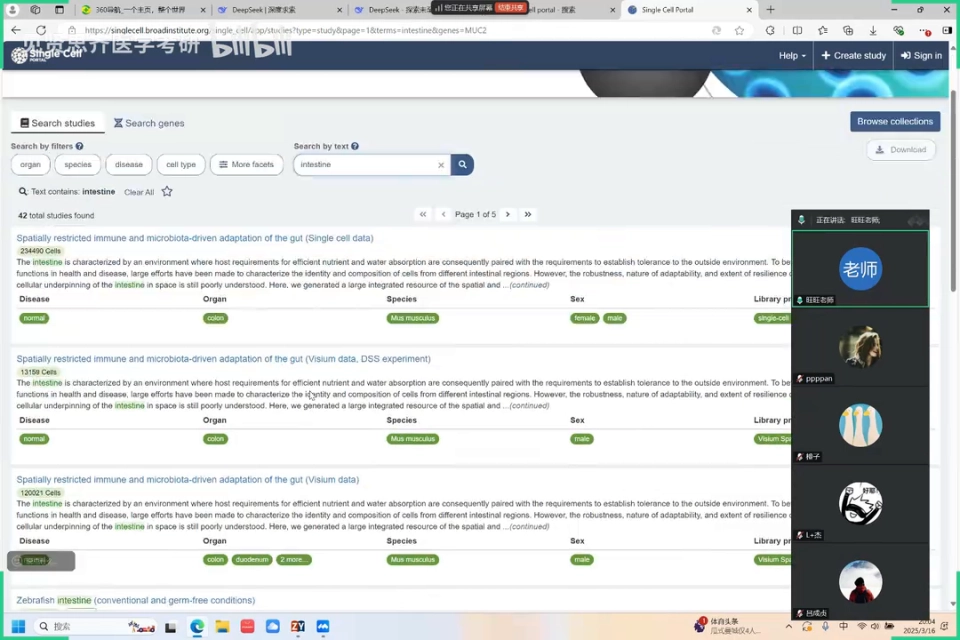 360导航_一个主页，整个世界
DeepSeek | 深度求索
DeepSeek - 探索未
您正在共享屏幕 结束共享
ell portal - 搜索
Single Cell Portal
https://singlecell.broadinstitute.org/single_cell/app/studies?type=study&page=1&terms=intestine&genes=MUC2
bilibili
Single Cell
PORTAL
Help
Create study
Sign in
Search studies
Search genes
Browse collections
Search by filters
Search by text
organ
species
disease
cell type
More facets
intestine
Download
Text contains: intestine
Clear All
42 total studies found
Page 1 of 5
Spatially restricted immune and microbiota-driven adaptation of the gut (Single cell data)
234490 Cells
The intestine is characterized by an environment where host requirements for efficient nutrient and water absorption are consequently paired with the requirements to establish tolerance to the outside environment. To be
functions in health and disease, large efforts have been made to characterize the identity and composition of cells from different intestinal regions. However, the robustness, nature of adaptability, and extent of resilience o
cellular underpinning of the intestine in space is still poorly understood. Here, we generated a large integrated resource of the spatial and ...(continued)
Disease Organ Species Sex Library pr
normal colon Mus musculus female male single-cell
Spatially restricted immune and microbiota-driven adaptation of the gut (Visium data, DSS experiment)
13159 Cells
The intestine is characterized by an environment where host requirements for efficient nutrient and water absorption are consequently paired with the requirements to establish tolerance to the outside environment. To be
functions in health and disease, large efforts have been made to characterize the identity and composition of cells from different intestinal regions. However, the robustness, nature of adaptability, and extent of resilience o
cellular underpinning of the intestine in space is still poorly understood. Here, we generated a large integrated resource of the spatial and ...(continued)
Disease Organ Species Sex Library pr
normal colon Mus musculus male Visium Spa
Spatially restricted immune and microbiota-driven adaptation of the gut (Visium data)
120021 Cells
The intestine is characterized by an environment where host requirements for efficient nutrient and water absorption are consequently paired with the requirements to establish tolerance to the outside environment. To be
functions in health and disease, large efforts have been made to characterize the identity and composition of cells from different intestinal regions. However, the robustness, nature of adaptability, and extent of resilience o
cellular underpinning of the intestine in space is still poorly understood. Here, we generated a large integrated resource of the spatial and ...(continued)
Disease Organ Species Sex Library pr
normal colon duodenum 2 more... Mus musculus male Visium Spa
Zebrafish intestine (conventional and germ-free conditions)
正在讲话: 旺旺老师;
老师
旺旺老师
ppppan
柳子
L+杰
吕成贞
搜索
体育头条
中
20:04
2025/3/16